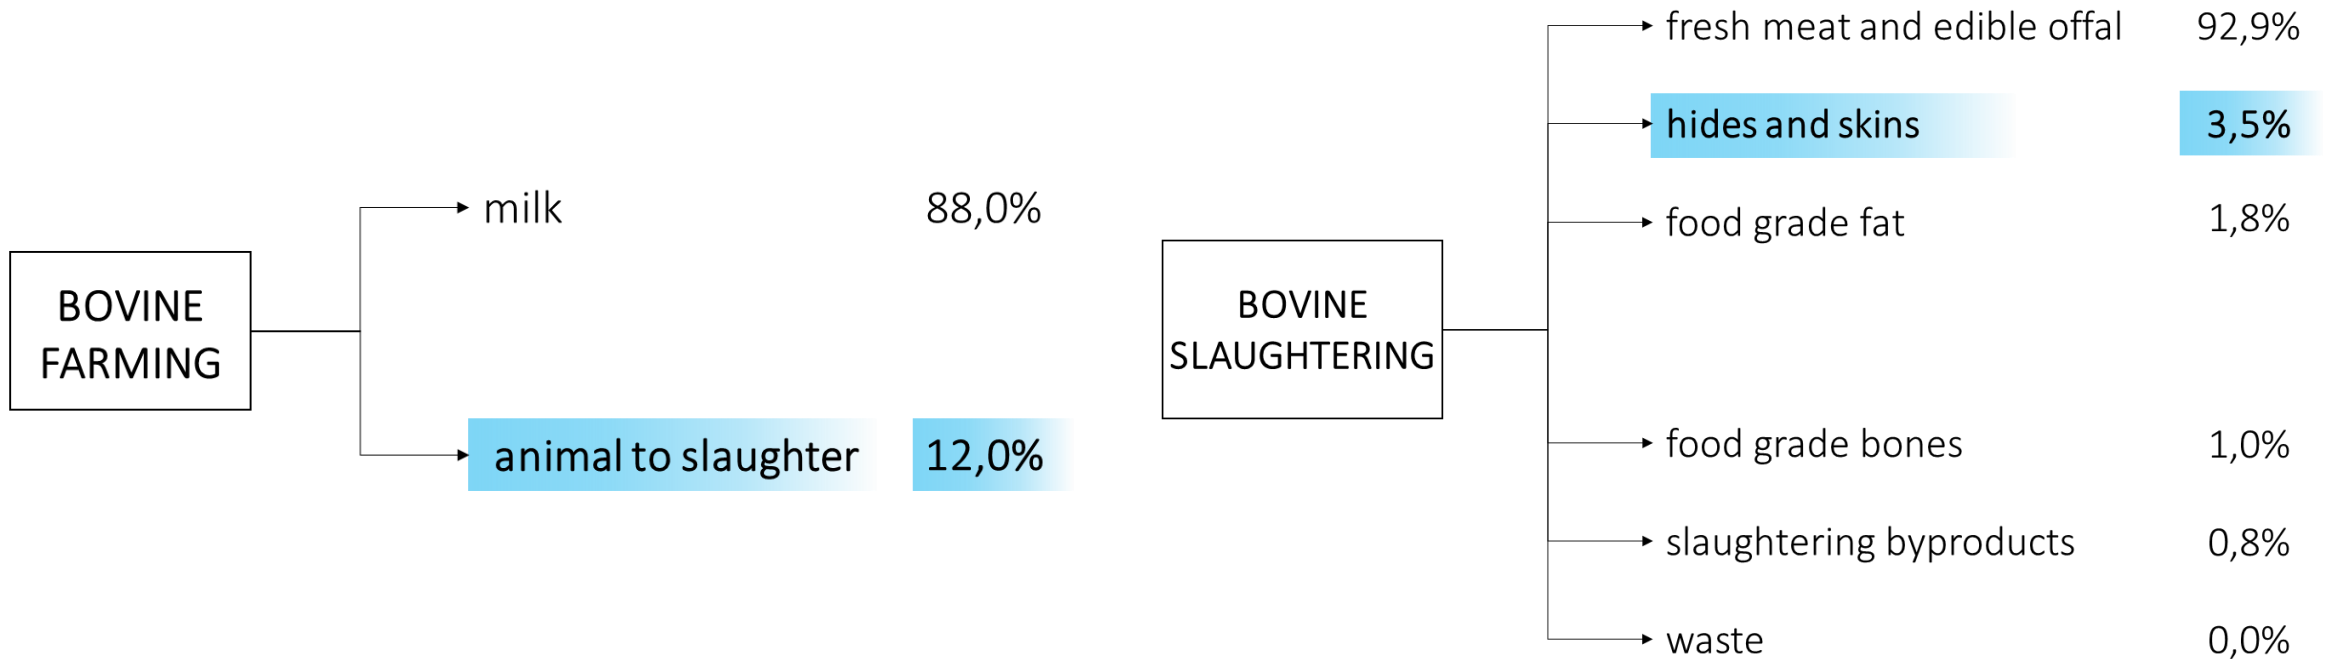 BOVINE
FARMING
milk 88,0%
animal to slaughter 12,0%
BOVINE
SLAUGHTERING
fresh meat and edible offal 92,9%
hides and skins 3,5%
food grade fat 1,8%
food grade bones 1,0%
slaughtering byproducts 0,8%
waste 0,0%